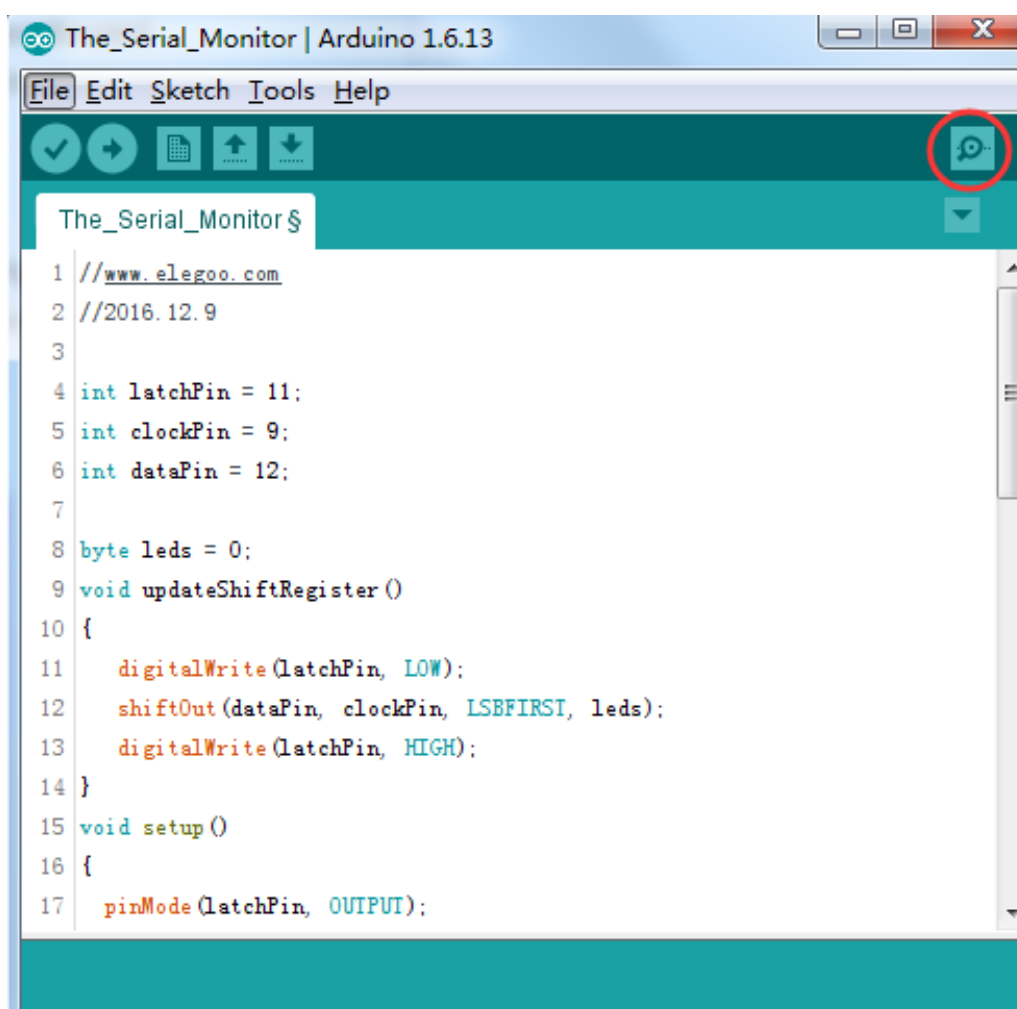 The_Serial_Monitor | Arduino 1.6.13
File Edit Sketch Tools Help
The_Serial_Monitor §
1 //www.elegoo.com
2 //2016.12.9
3
4 int latchPin = 11;
5 int clockPin = 9;
6 int dataPin = 12;
7
8 byte leds = 0;
9 void updateShiftRegister()
10 {
11    digitalWrite(latchPin, LOW);
12    shiftOut(dataPin, clockPin, LSBFIRST, leds);
13    digitalWrite(latchPin, HIGH);
14 }
15 void setup()
16 {
17   pinMode(latchPin, OUTPUT);